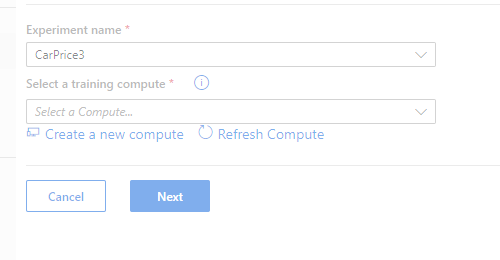 Experiment name *
CarPrice3
Select a training compute *
Select a Compute...
Create a new compute Refresh Compute
Cancel Next